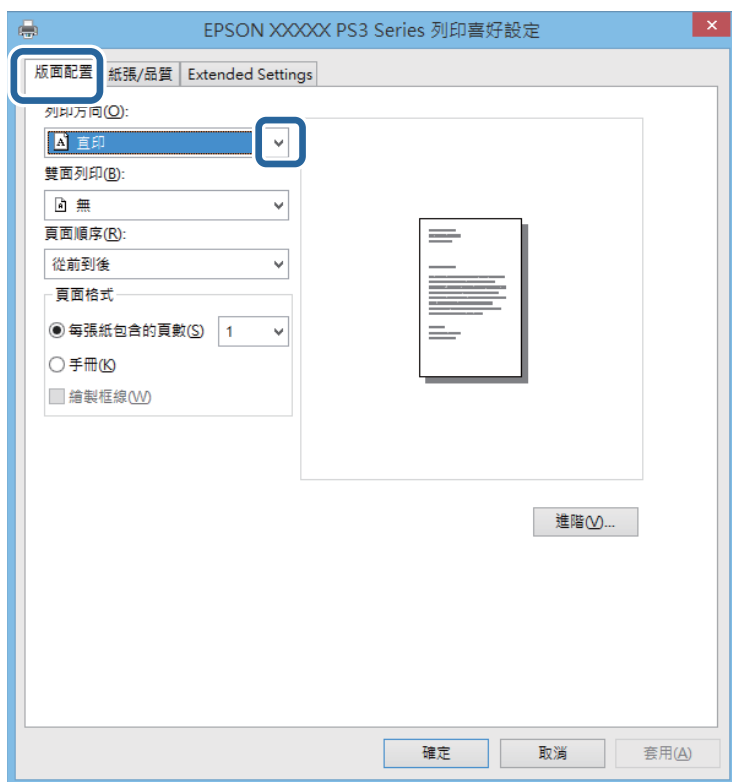 EPSON XXXXX PS3 Series 列印喜好設定
版面配置 紙張/品質 Extended Settings
列印方向(O):
A 直印
雙面列印(B):
無
頁面順序(R):
從前到後
頁面格式
每張紙包含的頁數(S) 1
手冊(K)
繪製框線(W)
進階(V)...
確定 取消 套用(A)